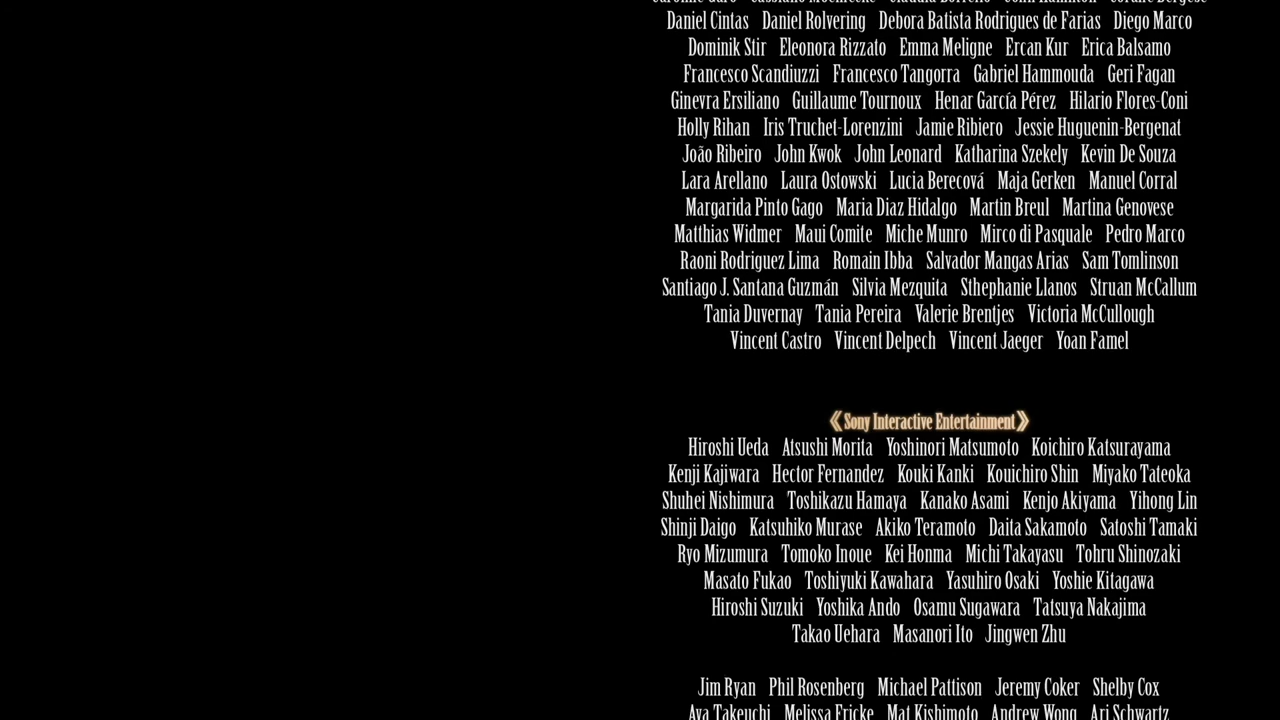 Daniel Cintas Daniel Rolvering Debora Batista Rodrigues de Farias Diego Marco
Dominik Stir Eleonora Rizzato Emma Meligne Ercan Kur Erica Balsamo
Francesco Scandiuzzi Francesco Tangorra Gabriel Hammouda Geri Fagan
Ginevra Ersiliano Guillaume Tournoux Henar García Pérez Hilario Flores-Coni
Holly Rihan Iris Truchet-Lorenzini Jamie Ribiero Jessie Huguenin-Bergenat
João Ribeiro John Kwok John Leonard Katharina Szekely Kevin De Souza
Lara Arellano Laura Ostowski Lucia Berecová Maja Gerken Manuel Corral
Margarida Pinto Gago Maria Diaz Hidalgo Martin Breul Martina Genovese
Matthias Widmer Maui Comite Miche Munro Mirco di Pasquale Pedro Marco
Raoni Rodriguez Lima Romain Ibba Salvador Mangas Arias Sam Tomlinson
Santiago J. Santana Guzmán Silvia Mezquita Sthephanie Llanos Struan McCallum
Tania Duvernay Tania Pereira Valerie Brentjes Victoria McCullough
Vincent Castro Vincent Delpech Vincent Jaeger Yoan Famel
《Sony Interactive Entertainment》
Hiroshi Ueda Atsushi Morita Yoshinori Matsumoto Koichiro Katsurayama
Kenji Kajiwara Hector Fernandez Kouki Kanki Kouichiro Shin Miyako Tateoka
Shuhei Nishimura Toshikazu Hamaya Kanako Asami Kenjo Akiyama Yihong Lin
Shinji Daigo Katsuhiko Murase Akiko Teramoto Daita Sakamoto Satoshi Tamaki
Ryo Mizumura Tomoko Inoue Kei Honma Michi Takayasu Tohru Shinozaki
Masato Fukao Toshiyuki Kawahara Yasuhiro Osaki Yoshie Kitagawa
Hiroshi Suzuki Yoshika Ando Osamu Sugawara Tatsuya Nakajima
Takao Uehara Masanori Ito Jingwen Zhu
Jim Ryan Phil Rosenberg Michael Pattison Jeremy Coker Shelby Cox
Aya Takeuchi Melissa Fricke Mat Kishimoto Andrew Wong Ari Schwartz